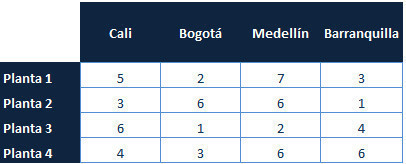 Cali Bogotá Medellín Barranquilla
Planta 1 5 2 7 3
Planta 2 3 6 6 1
Planta 3 6 1 2 4
Planta 4 4 3 6 6